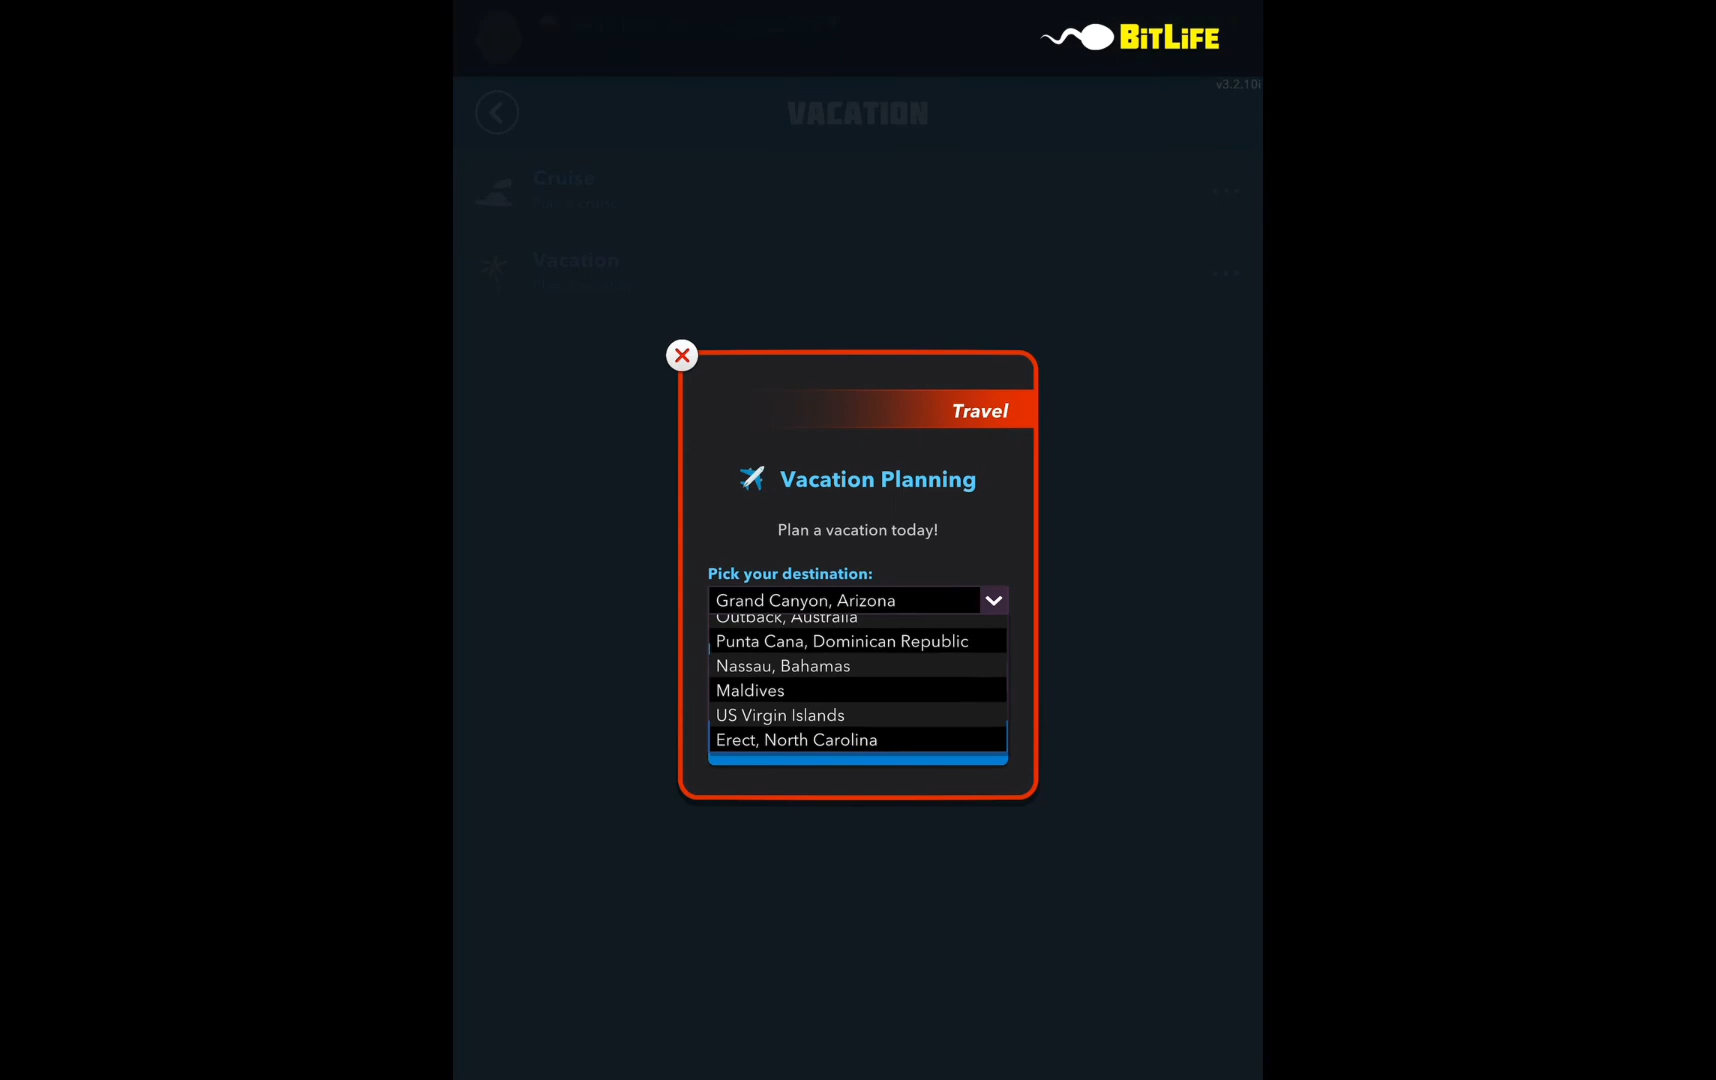 BITLIFE
v3.2.10i
VACATION
Cruise
Vacation
Travel
Vacation Planning
Plan a vacation today!
Pick your destination:
Grand Canyon, Arizona
Outback, Australia
Punta Cana, Dominican Republic
Nassau, Bahamas
Maldives
US Virgin Islands
Erect, North Carolina